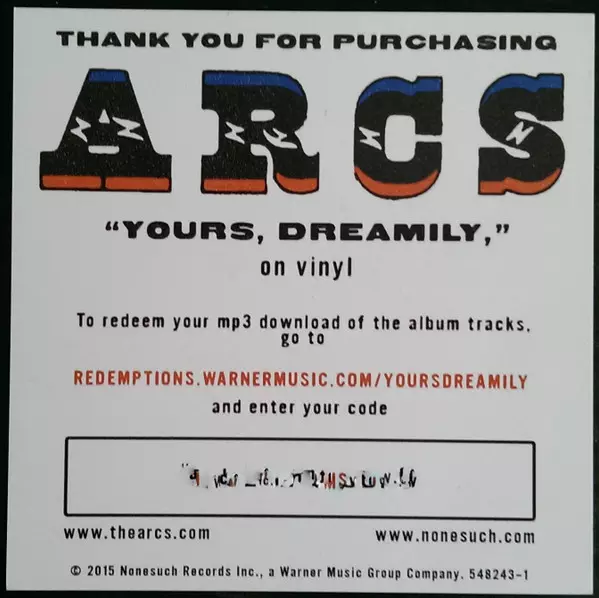 THANK YOU FOR PURCHASING
ARCS
"YOURS, DREAMILY,"
on vinyl
To redeem your mp3 download of the album tracks,
go to
REDEMPTIONS.WARNERMUSIC.COM/YOURSDREAMILY
and enter your code
www.thearcs.com www.nonesuch.com
© 2015 Nonesuch Records Inc., a Warner Music Group Company. 548243-1